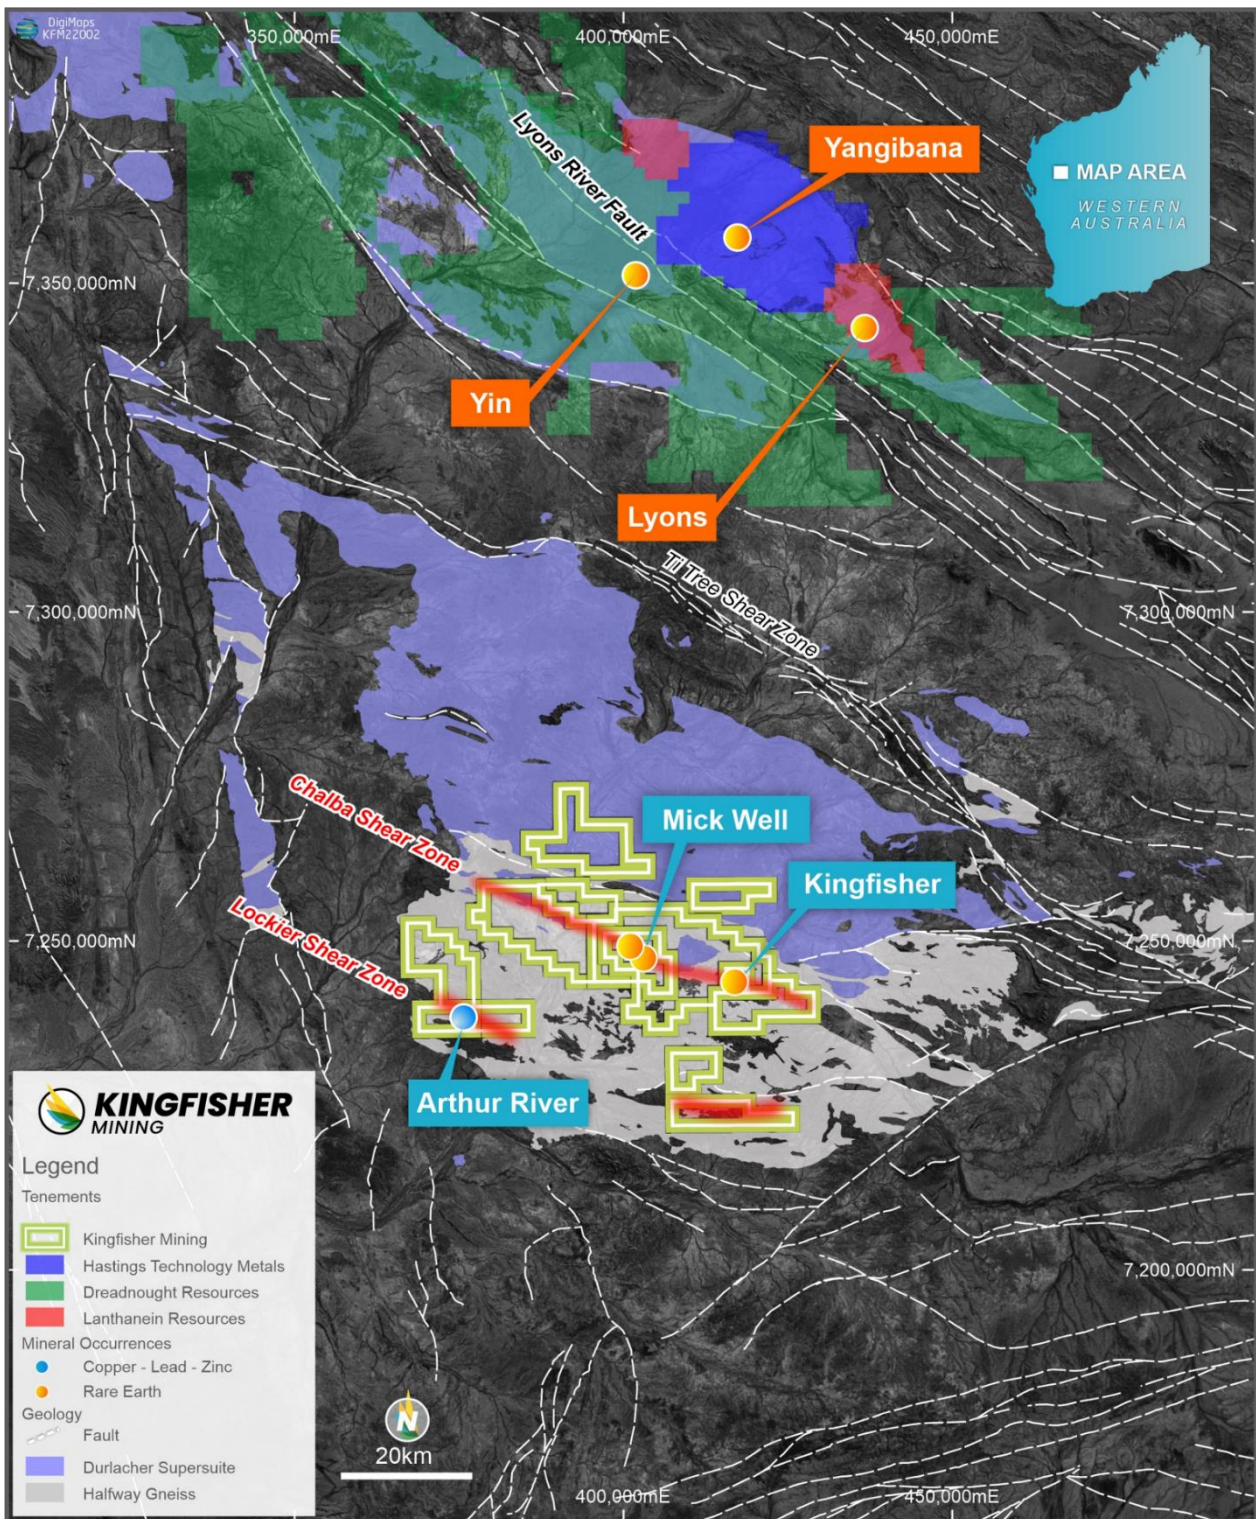 DigiMaps
KFM22002
350,000mE
400,000mE
450,000mE
Lyons River Fault
Yangibana
MAP AREA
WESTERN
AUSTRALIA
7,350,000mN
Yin
Lyons
Ti Tree Shear Zone
7,300,000mN
7,300,000mN
Chalba Shear Zone
Mick Well
Kingfisher
Lockier Shear Zone
7,250,000mN
7,250,000mN
Arthur River
KINGFISHER
MINING
Legend
Tenements
Kingfisher Mining
Hastings Technology Metals
Dreadnought Resources
Lanthanein Resources
Mineral Occurrences
Copper - Lead - Zinc
Rare Earth
Geology
Fault
Durlacher Supersuite
Halfway Gneiss
7,200,000mN
N
20km
400,000mE
450,000mE